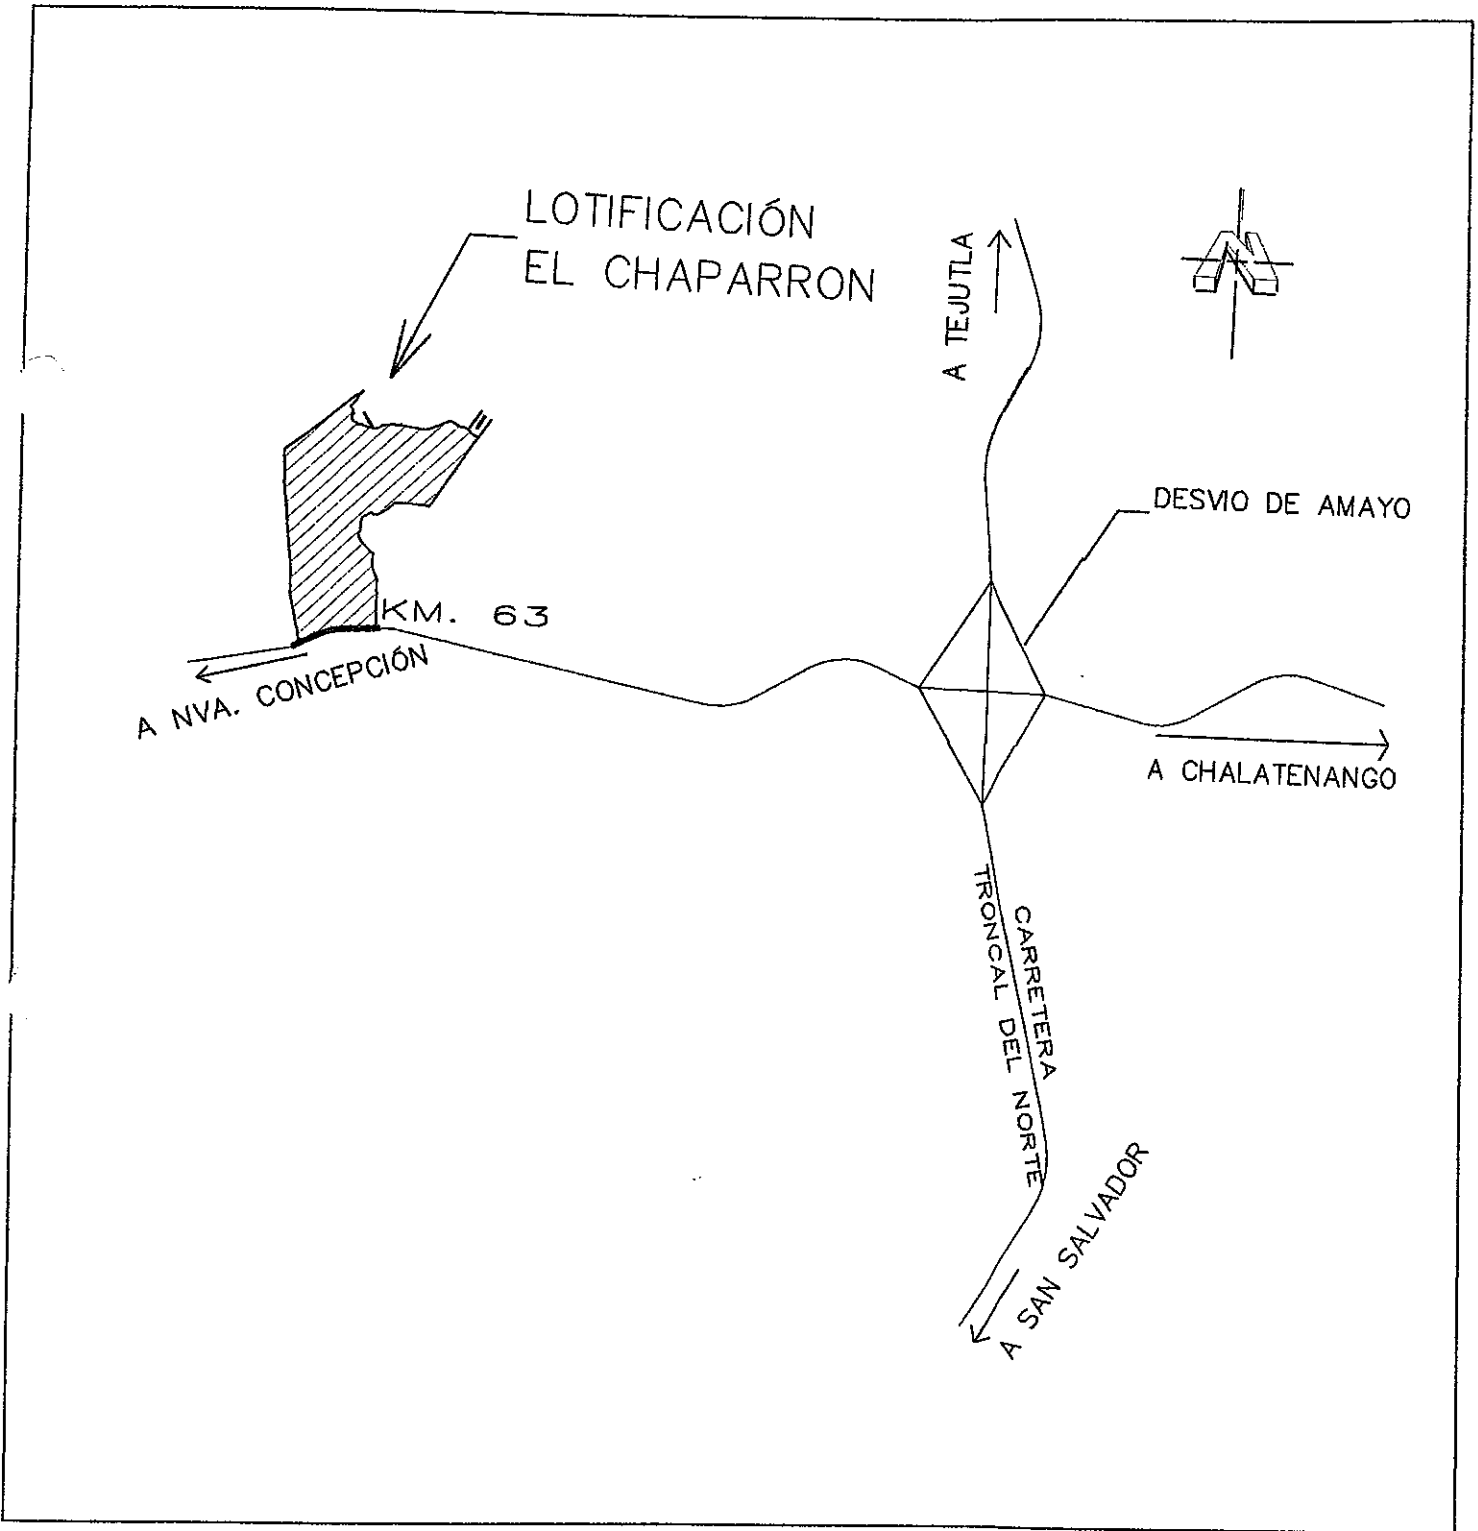 LOTIFICACIÓN
EL CHAPARRON
A TEJUTLA
DESVIO DE AMAYO
KM. 63
A NVA. CONCEPCIÓN
A CHALATENANGO
CARRETERA
TRONCAL DEL NORTE
A SAN SALVADOR